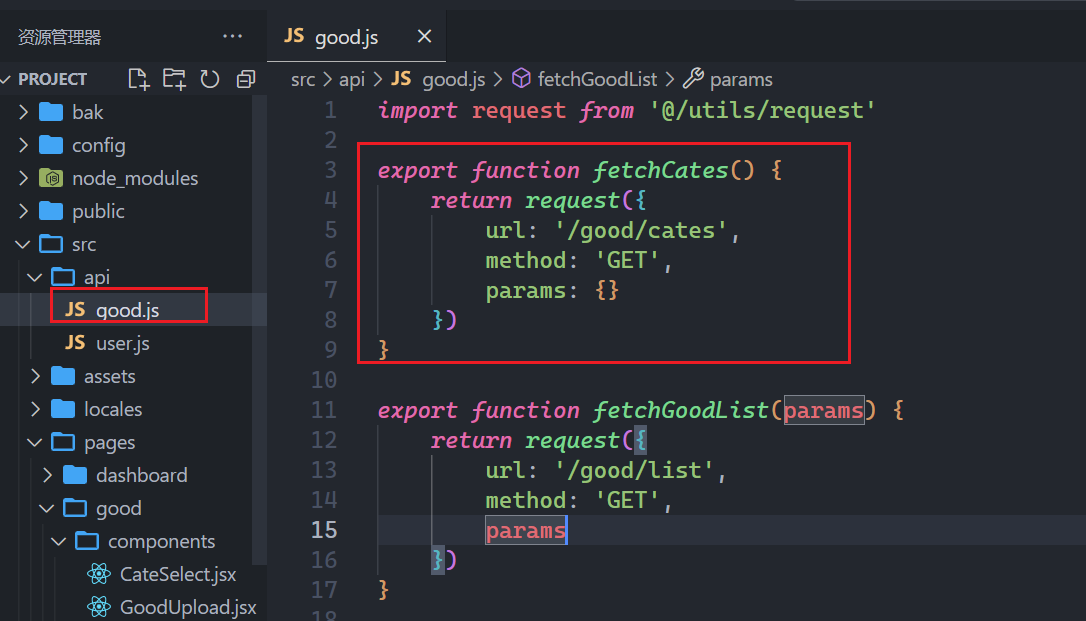 资源管理器 ···
PROJECT
bak
config
node_modules
public
src
api
JS good.js
JS user.js
assets
locales
pages
dashboard
good
components
CateSelect.jsx
GoodUpload.jsx
JS good.js ×
src > api > JS good.js > fetchGoodList > params
1 import request from '@/utils/request'
2
3 export function fetchCates() {
4 return request({
5 url: '/good/cates',
6 method: 'GET',
7 params: {}
8 })
9 }
10
11 export function fetchGoodList(params) {
12 return request({
13 url: '/good/list',
14 method: 'GET',
15 params
16 })
17 }
18